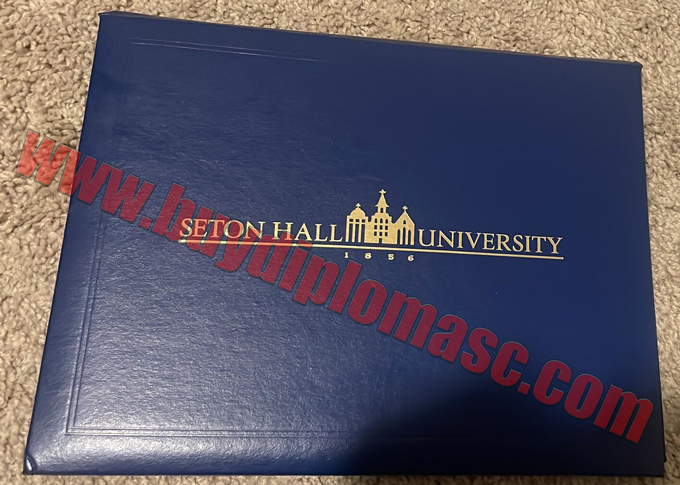 SETON HALL UNIVERSITY
1856
www.buydiplomasc.com